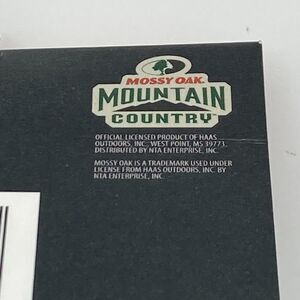 MOSSY OAK
MOUNTAIN
COUNTRY
OFFICIAL LICENSED PRODUCT OF HAAS
OUTDOORS, INC., WEST POINT, MS 39773.
DISTRIBUTED BY NTA ENTERPRISE, INC.
MOSSY OAK IS A TRADEMARK USED UNDER
LICENSE FROM HAAS OUTDOORS, INC. BY
NTA ENTERPRISE, INC.